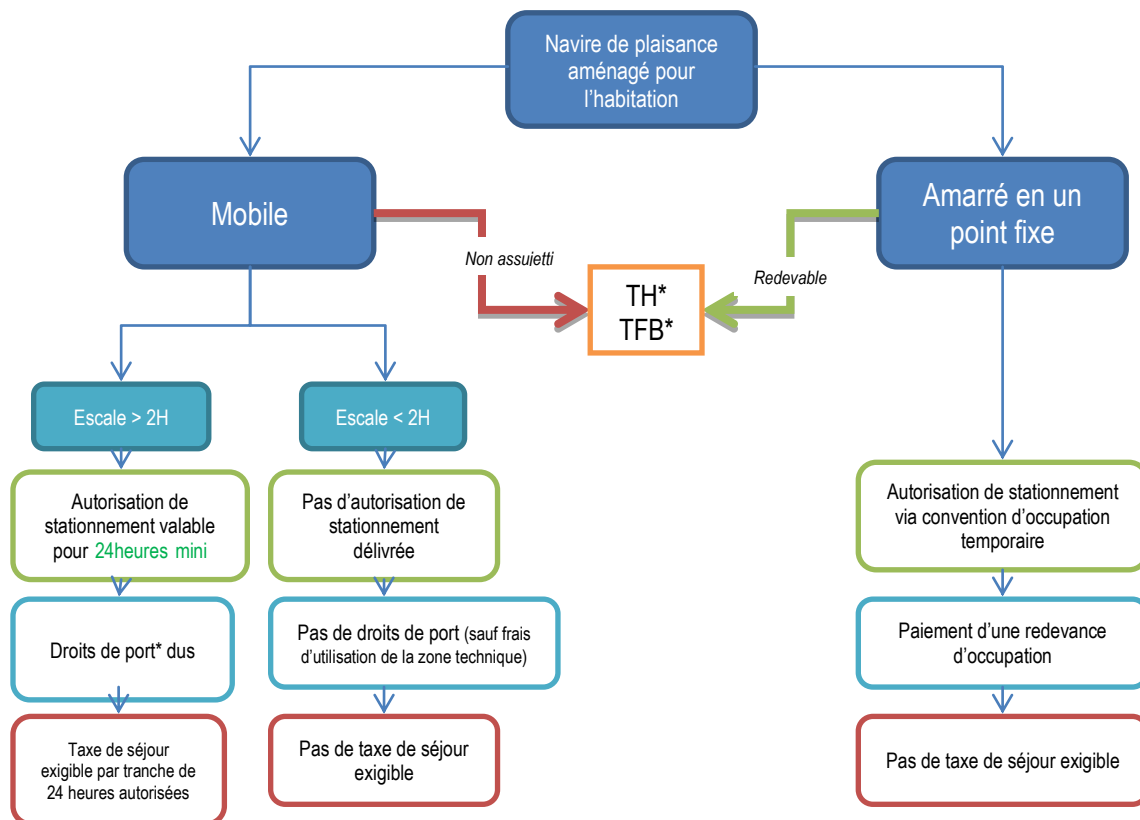 Navire de plaisance
aménagé pour
l'habitation
Mobile
Amarré en un
point fixe
Non assuietti
Redevable
TH*
TFB*
Escale > 2H
Escale < 2H
Autorisation de
stationnement valable
pour 24heures mini
Pas d'autorisation de
stationnement
délivrée
Autorisation de stationnement
via convention d'occupation
temporaire
Droits de port* dus
Pas de droits de port (sauf frais
d'utilisation de la zone technique)
Paiement d'une redevance
d'occupation
Taxe de séjour
exigible par tranche de
24 heures autorisées
Pas de taxe de séjour
exigible
Pas de taxe de séjour exigible